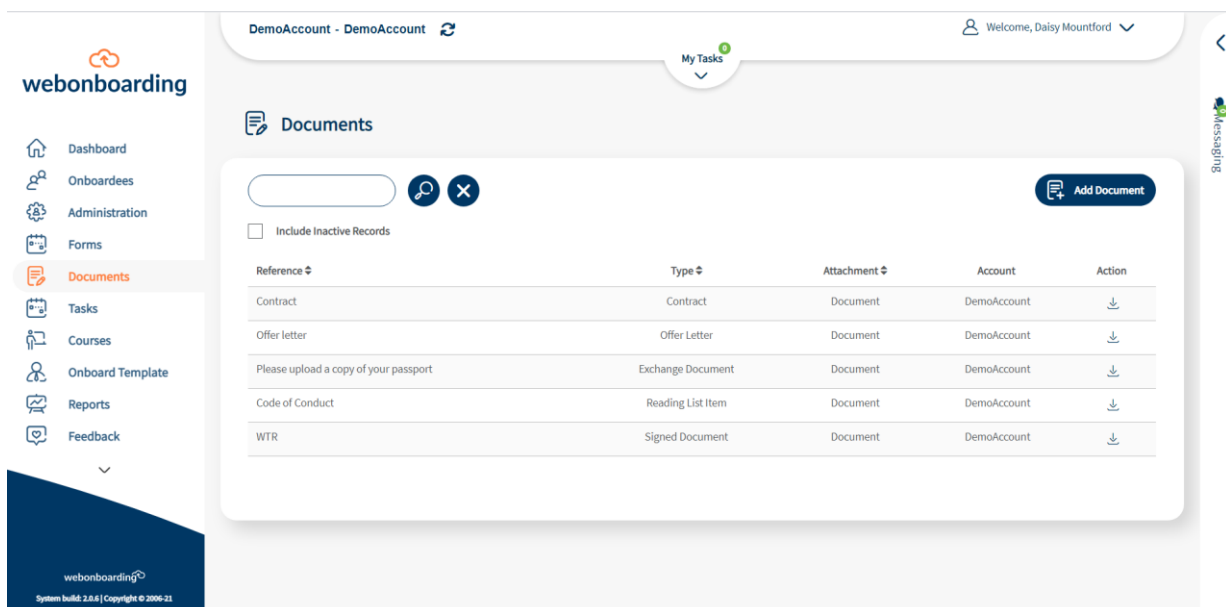 DemoAccount - DemoAccount
Welcome, Daisy Mountford
My Tasks
0
webonboarding
Messaging
Documents
Dashboard
Onboardees
Administration
Forms
Documents
Tasks
Courses
Onboard Template
Reports
Feedback
Add Document
Include Inactive Records
Reference Type Attachment Account Action
Contract Contract Document DemoAccount
Offer letter Offer Letter Document DemoAccount
Please upload a copy of your passport Exchange Document Document DemoAccount
Code of Conduct Reading List Item Document DemoAccount
WTR Signed Document Document DemoAccount
webonboarding
System build: 2.0.6 | Copyright © 2006-21